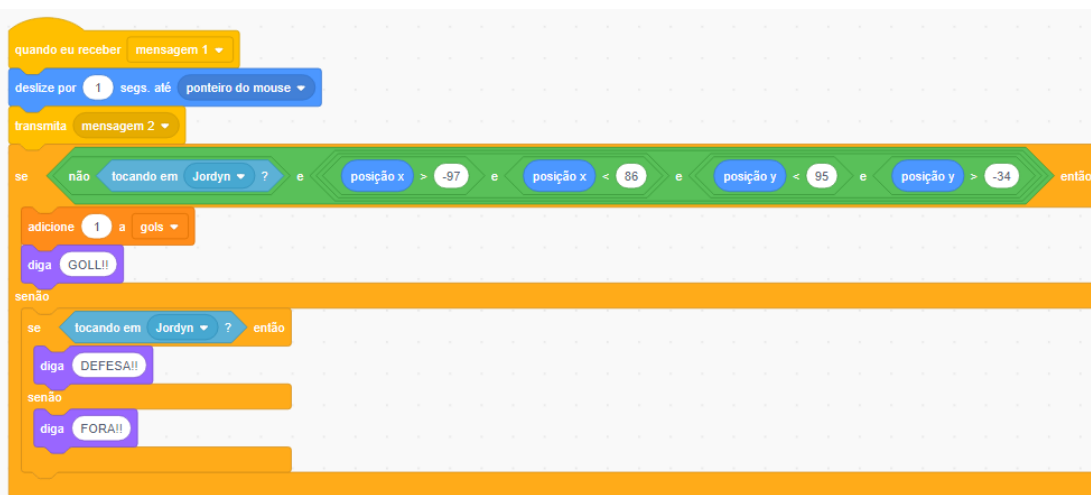 quando eu receber mensagem 1
deslize por 1 segs. até ponteiro do mouse
transmita mensagem 2
se não tocando em Jordyn ? e posição x > -97 e posição x < 86 e posição y < 95 e posição y > -34 então
adicione 1 a gols
diga GOLL!!
senão
se tocando em Jordyn ? então
diga DEFESA!!
senão
diga FORA!!